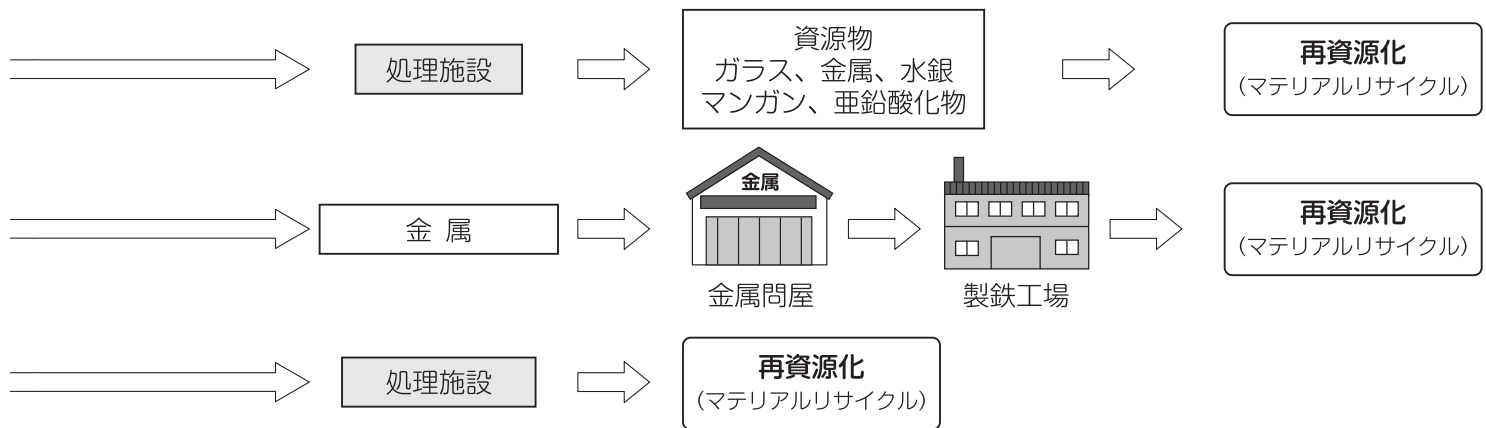 処理施設
資源物
ガラス、金属、水銀
マンガン、亜鉛酸化物
再資源化
(マテリアルリサイクル)
金属
金属
金属問屋
製鉄工場
再資源化
(マテリアルリサイクル)
処理施設
再資源化
(マテリアルリサイクル)